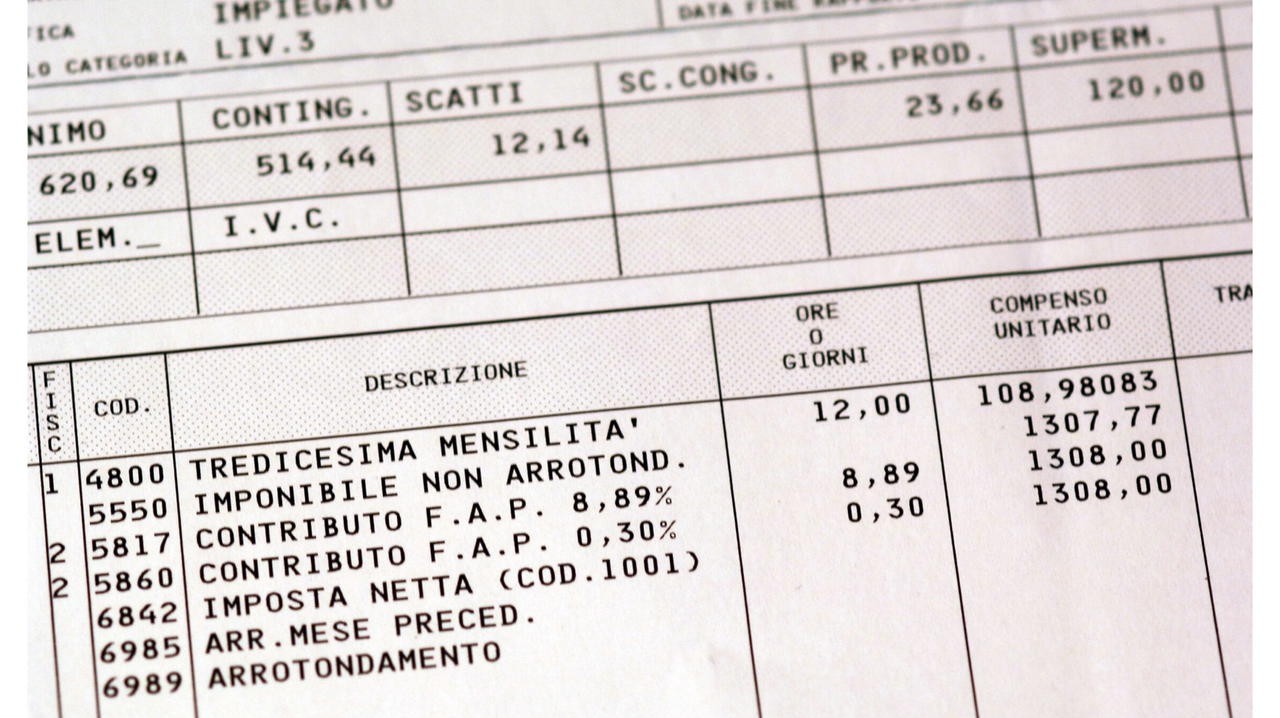 IMPIEGATO
FICA
DATA FINE
LO CATEGORIA LIV.3
NIMO CONTING. SCATTI SC.CONG. PR.PROD. SUPERM.
620,69 514,44 12,14 23,66 120,00
ELEM._ I.V.C.
FISC COD. DESCRIZIONE ORE O GIORNI COMPENSO UNITARIO TRA
1 4800 TREDICESIMA MENSILITA' 12,00 108,98083
5550 IMPONIBILE NON ARROTOND. 1307,77
2 5817 CONTRIBUTO F.A.P. 8,89% 8,89 1308,00
2 5860 CONTRIBUTO F.A.P. 0,30% 0,30 1308,00
6842 IMPOSTA NETTA (COD.1001)
6985 ARR.MESE PRECED.
6989 ARROTONDAMENTO